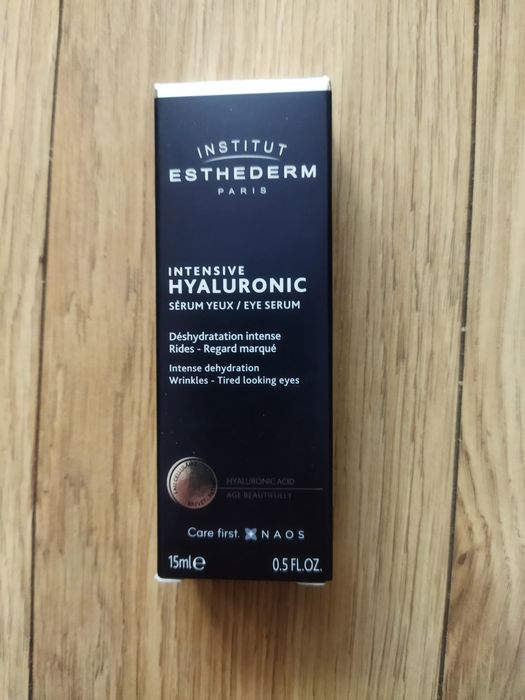 INSTITUT
ESTHEDERM
PARIS
INTENSIVE
HYALURONIC
SÉRUM YEUX / EYE SERUM
Déshydratation intense
Rides - Regard marqué
Intense dehydration
Wrinkles - Tired looking eyes
HYALURONIC ACID
AGE BEAUTIFULLY
Care first. NAOS
15ml e 0.5 FL.OZ.